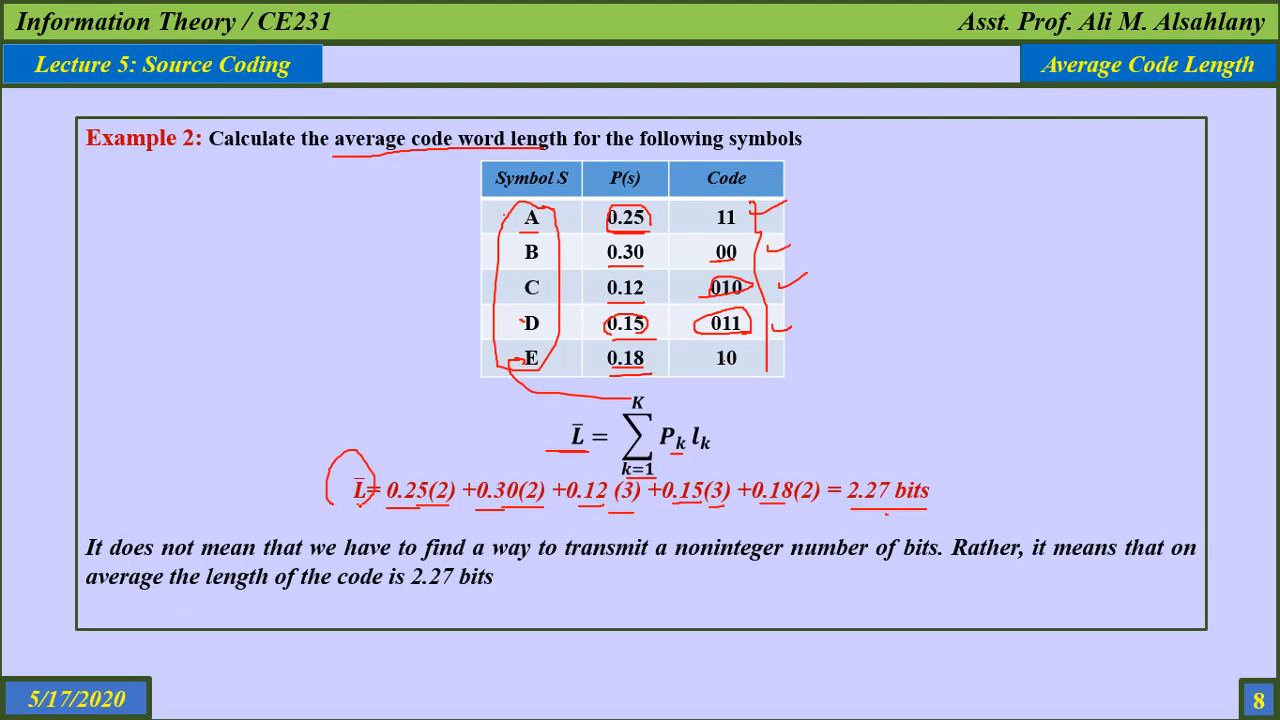 Information Theory / CE231 Asst. Prof. Ali M. Alsahlany
Lecture 5: Source Coding Average Code Length
Example 2: Calculate the average code word length for the following symbols
Symbol S P(s) Code
A 0.25 11
B 0.30 00
C 0.12 010
D 0.15 011
E 0.18 10
L̅ = ∑_{k=1}^{K} P_k l_k
L̅= 0.25(2) +0.30(2) +0.12 (3) +0.15(3) +0.18(2) = 2.27 bits
It does not mean that we have to find a way to transmit a noninteger number of bits. Rather, it means that on
average the length of the code is 2.27 bits
5/17/2020 8